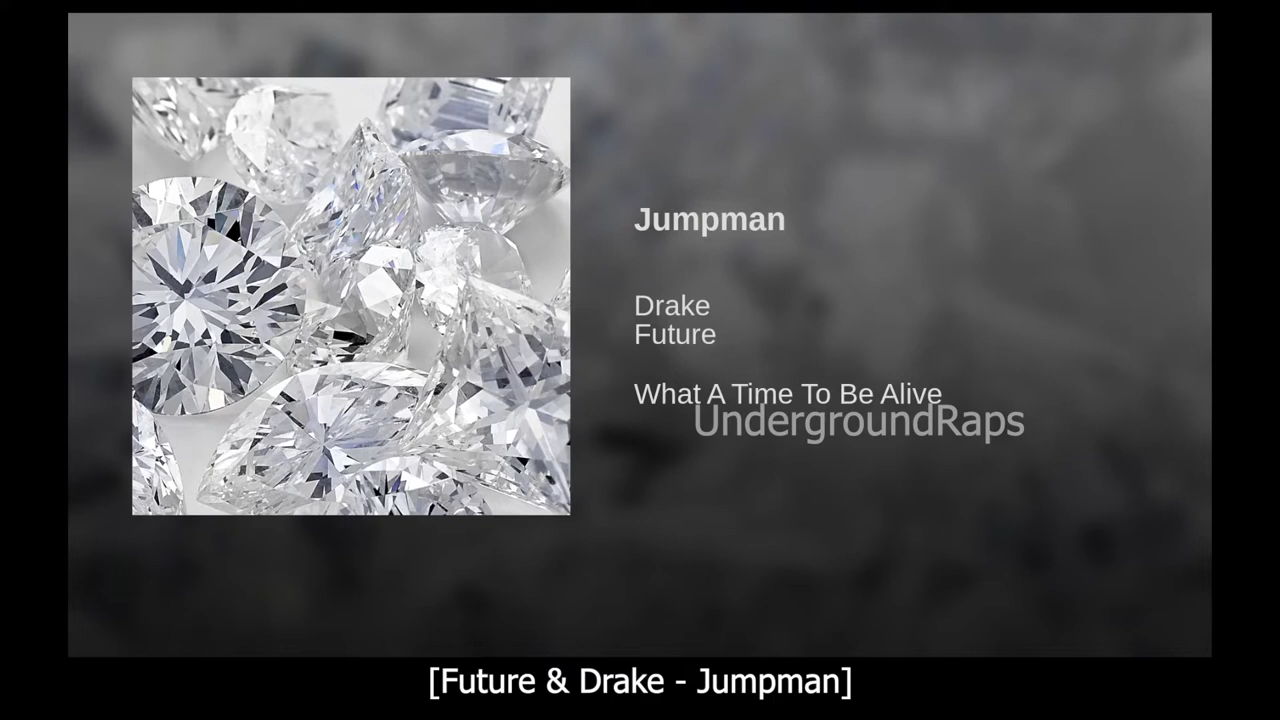 Jumpman
Drake
Future
What A Time To Be Alive
UndergroundRaps
[Future & Drake - Jumpman]